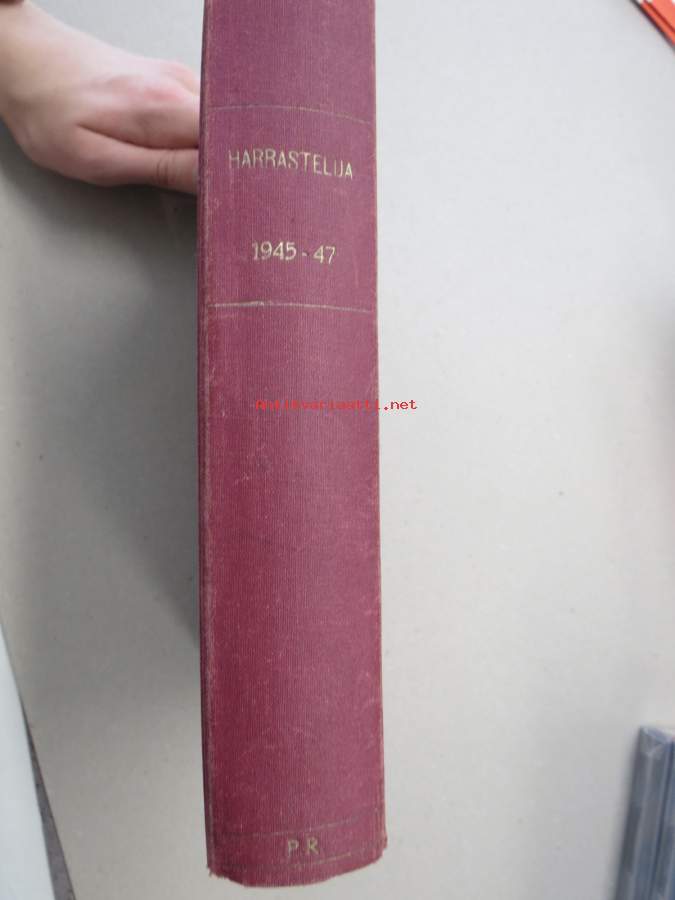 HARRASTELIJA
1945-47
Antikvariaatti.net
P.R.